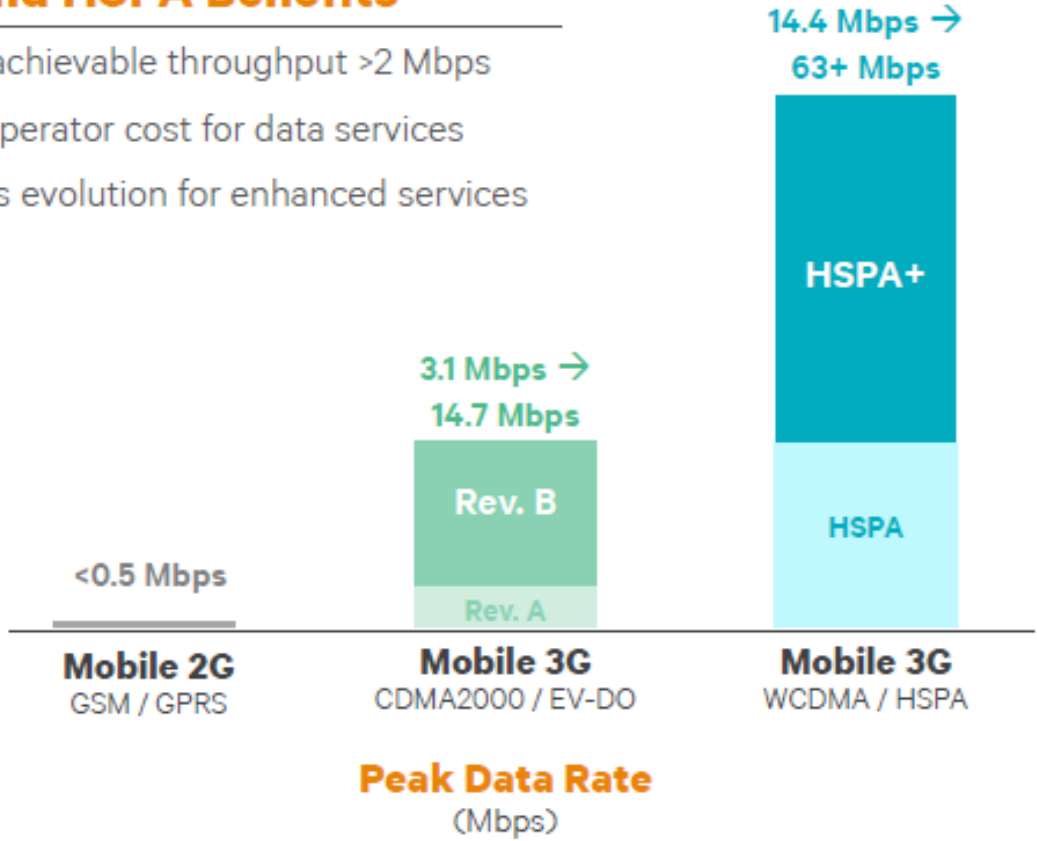 HSPA Benefits
achievable throughput >2 Mbps
perator cost for data services
s evolution for enhanced services
14.4 Mbps →
63+ Mbps
HSPA+
HSPA
3.1 Mbps →
14.7 Mbps
Rev. B
Rev. A
<0.5 Mbps
Mobile 2G
GSM / GPRS
Mobile 3G
CDMA2000 / EV-DO
Mobile 3G
WCDMA / HSPA
Peak Data Rate
(Mbps)